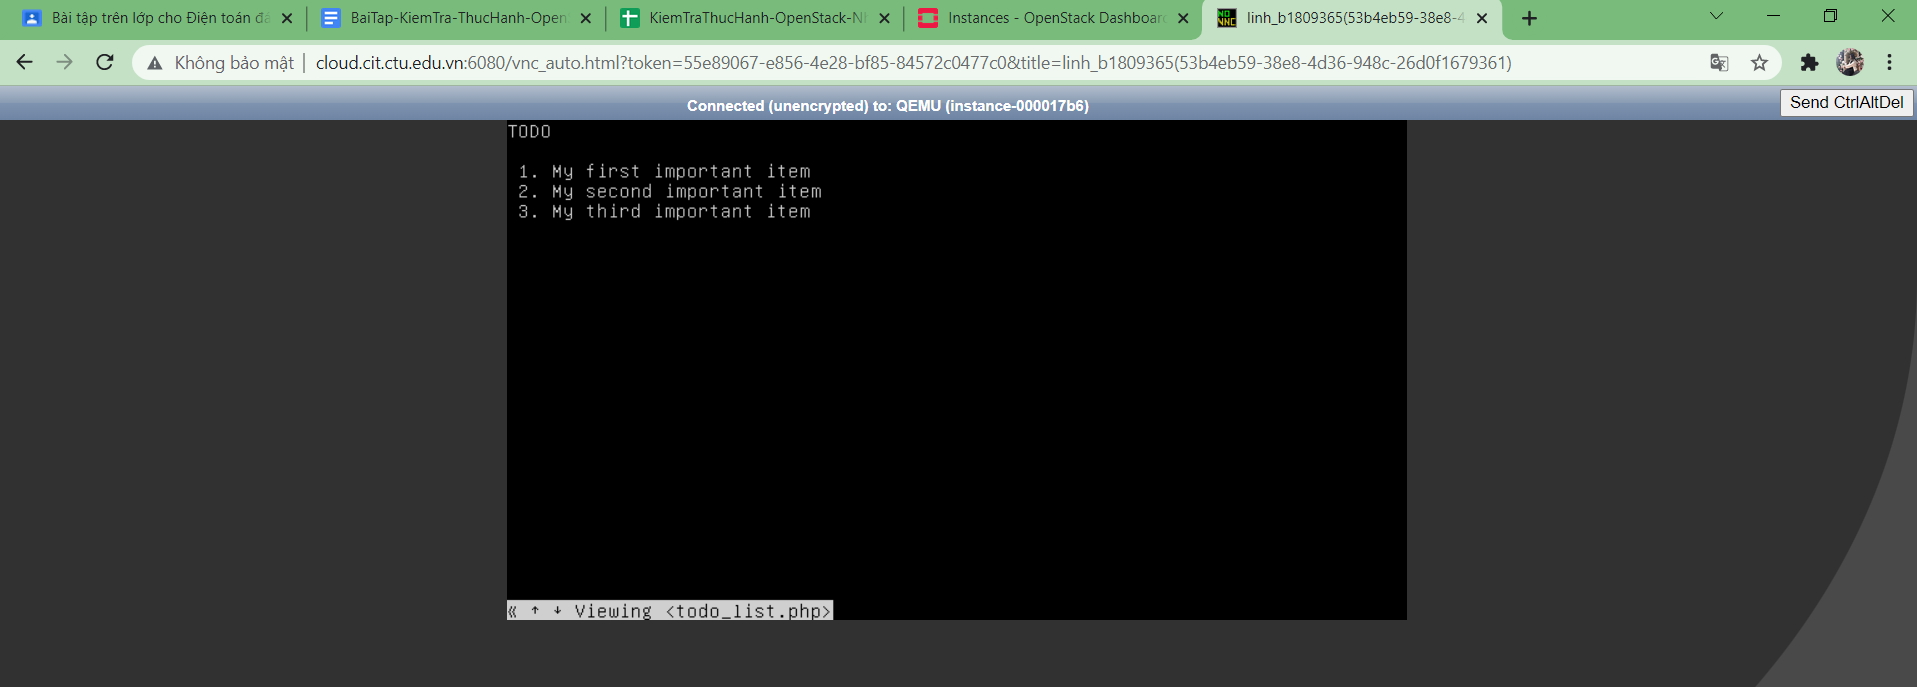 Bài tập trên lớp cho Điện toán đá
BaiTap-KiemTra-ThucHanh-Open
KiemTraThucHanh-OpenStack-N
Instances - OpenStack Dashboard
linh_b1809365(53b4eb59-38e8-4
Không bảo mật
cloud.cit.ctu.edu.vn:6080/vnc_auto.html?token=55e89067-e856-4e28-bf85-84572c0477c0&title=linh_b1809365(53b4eb59-38e8-4d36-948c-26d0f1679361)
Connected (unencrypted) to: QEMU (instance-000017b6)
Send CtrlAltDel
TODO
1. My first important item
2. My second important item
3. My third important item
« ↑ ↓ Viewing <todo_list.php>